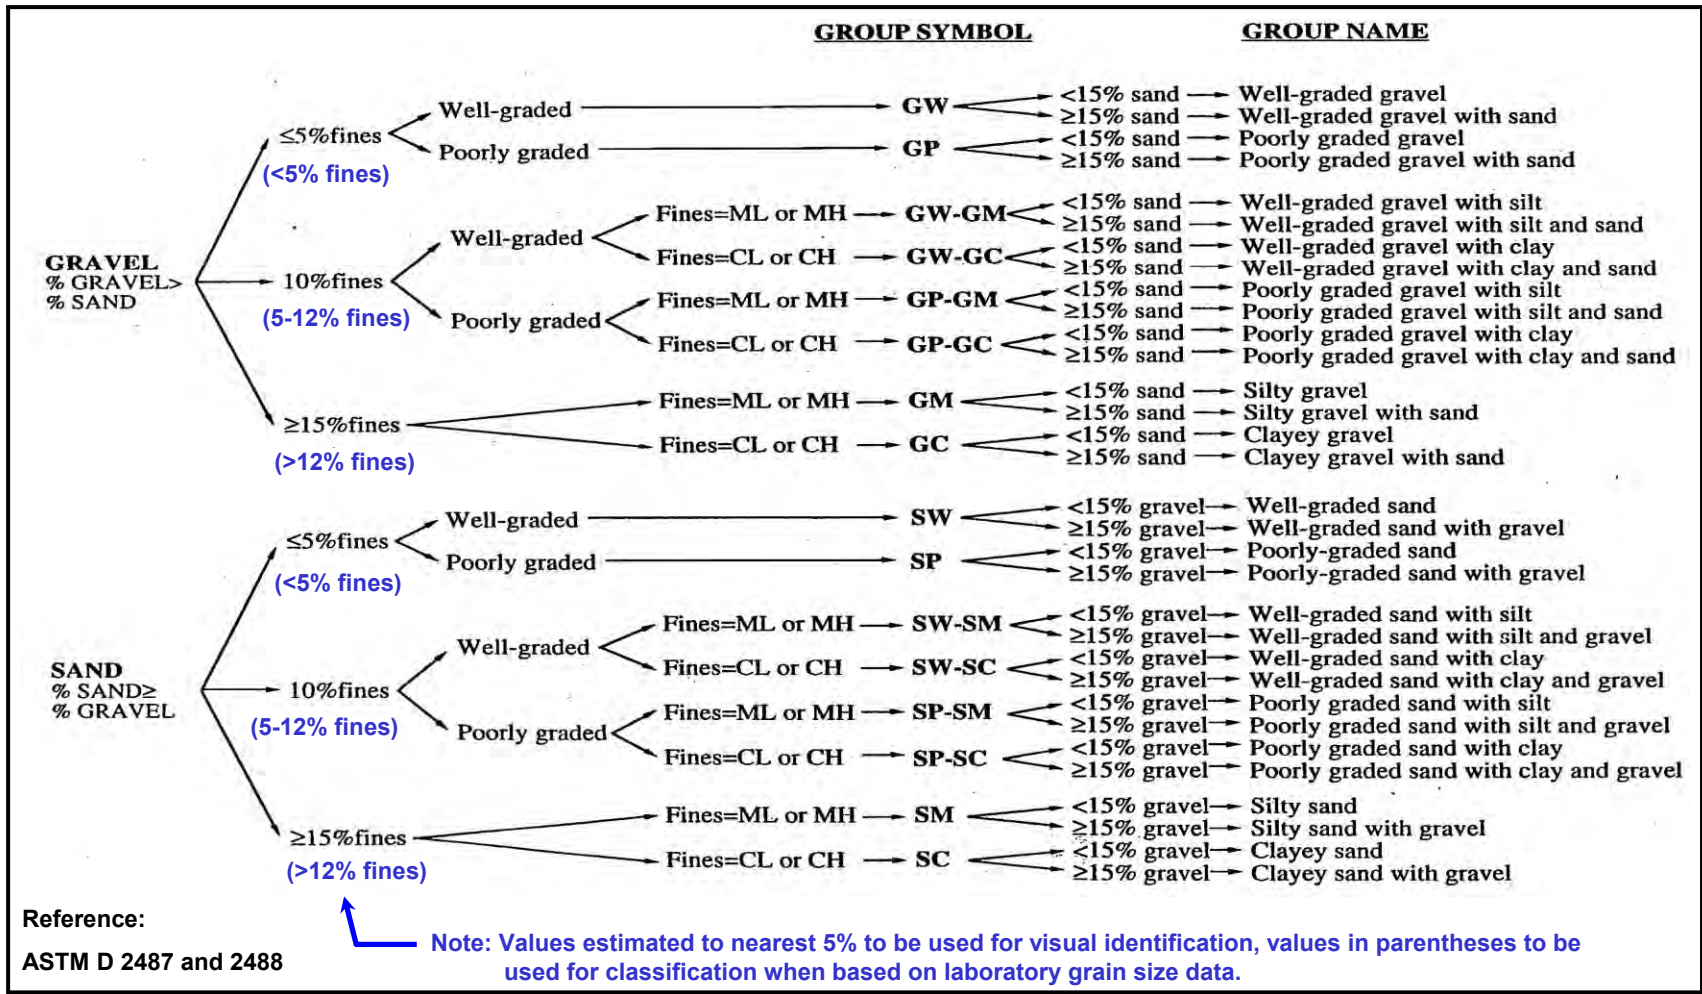 GROUP SYMBOL GROUP NAME
<15% sand Well-graded gravel
Well-graded GW
≥15% sand Well-graded gravel with sand
≤5%fines
<15% sand Poorly graded gravel
Poorly graded GP
≥15% sand Poorly graded gravel with sand
(<5% fines)
<15% sand Well-graded gravel with silt
Fines=ML or MH GW-GM
≥15% sand Well-graded gravel with silt and sand
Well-graded
<15% sand Well-graded gravel with clay
Fines=CL or CH GW-GC
≥15% sand Well-graded gravel with clay and sand
GRAVEL
% GRAVEL>
% SAND
10%fines
(5-12% fines)
<15% sand Poorly graded gravel with silt
Fines=ML or MH GP-GM
≥15% sand Poorly graded gravel with silt and sand
Poorly graded
<15% sand Poorly graded gravel with clay
Fines=CL or CH GP-GC
≥15% sand Poorly graded gravel with clay and sand
<15% sand Silty gravel
Fines=ML or MH GM
≥15% sand Silty gravel with sand
≥15%fines
<15% sand Clayey gravel
Fines=CL or CH GC
≥15% sand Clayey gravel with sand
(>12% fines)
<15% gravel Well-graded sand
Well-graded SW
≥15% gravel Well-graded sand with gravel
≤5%fines
<15% gravel Poorly-graded sand
Poorly graded SP
≥15% gravel Poorly-graded sand with gravel
(<5% fines)
<15% gravel Well-graded sand with silt
Fines=ML or MH SW-SM
≥15% gravel Well-graded sand with silt and gravel
Well-graded
<15% gravel Well-graded sand with clay
Fines=CL or CH SW-SC
≥15% gravel Well-graded sand with clay and gravel
SAND
% SAND≥
% GRAVEL
10%fines
(5-12% fines)
<15% gravel Poorly graded sand with silt
Fines=ML or MH SP-SM
≥15% gravel Poorly graded sand with silt and gravel
Poorly graded
<15% gravel Poorly graded sand with clay
Fines=CL or CH SP-SC
≥15% gravel Poorly graded sand with clay and gravel
<15% gravel Silty sand
Fines=ML or MH SM
≥15% gravel Silty sand with gravel
≥15%fines
<15% gravel Clayey sand
Fines=CL or CH SC
≥15% gravel Clayey sand with gravel
(>12% fines)
Reference:
ASTM D 2487 and 2488
Note: Values estimated to nearest 5% to be used for visual identification, values in parentheses to be
used for classification when based on laboratory grain size data.